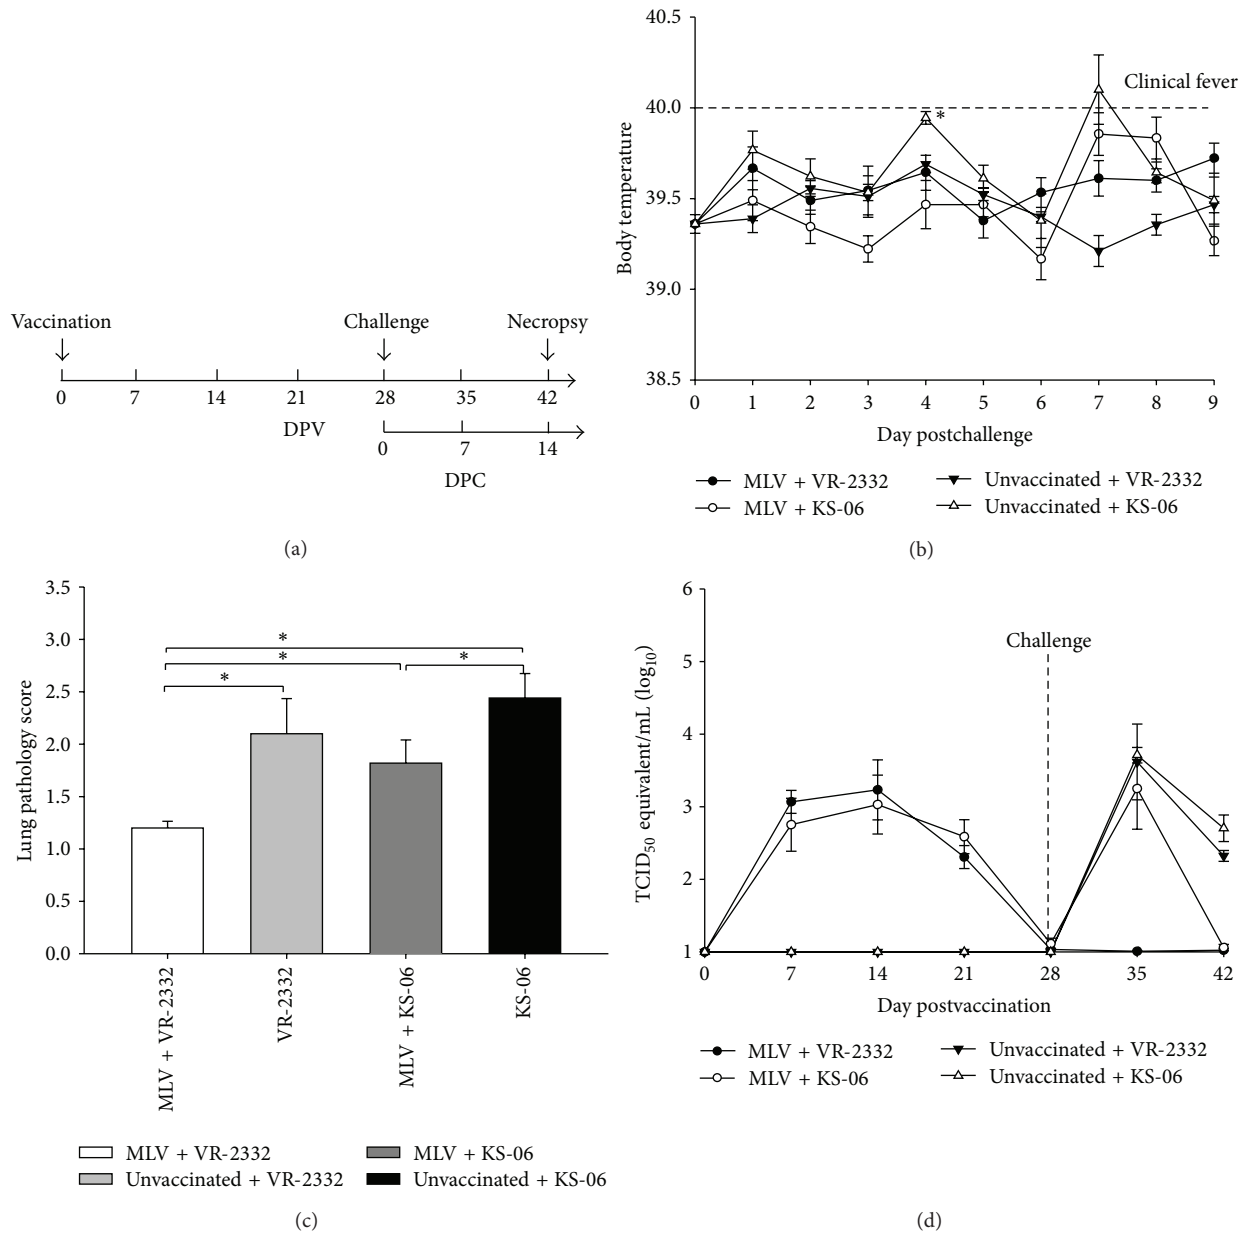 Vaccination Challenge Necropsy
0 7 14 21 28 35 42
DPV
0 7 14
DPC
(a)
40.5
40.0
39.5
39.0
38.5
Body temperature
Clinical fever
*
0 1 2 3 4 5 6 7 8 9
Day postchallenge
MLV + VR-2332 Unvaccinated + VR-2332
MLV + KS-06 Unvaccinated + KS-06
(b)
3.5
3.0
2.5
2.0
1.5
1.0
0.5
0.0
Lung pathology score
*
* *
*
MLV + VR-2332
VR-2332
MLV + KS-06
KS-06
MLV + VR-2332 MLV + KS-06
Unvaccinated + VR-2332 Unvaccinated + KS-06
(c)
6
5
4
3
2
1
TCID50 equivalent/mL (log10)
Challenge
0 7 14 21 28 35 42
Day postvaccination
MLV + VR-2332 Unvaccinated + VR-2332
MLV + KS-06 Unvaccinated + KS-06
(d)